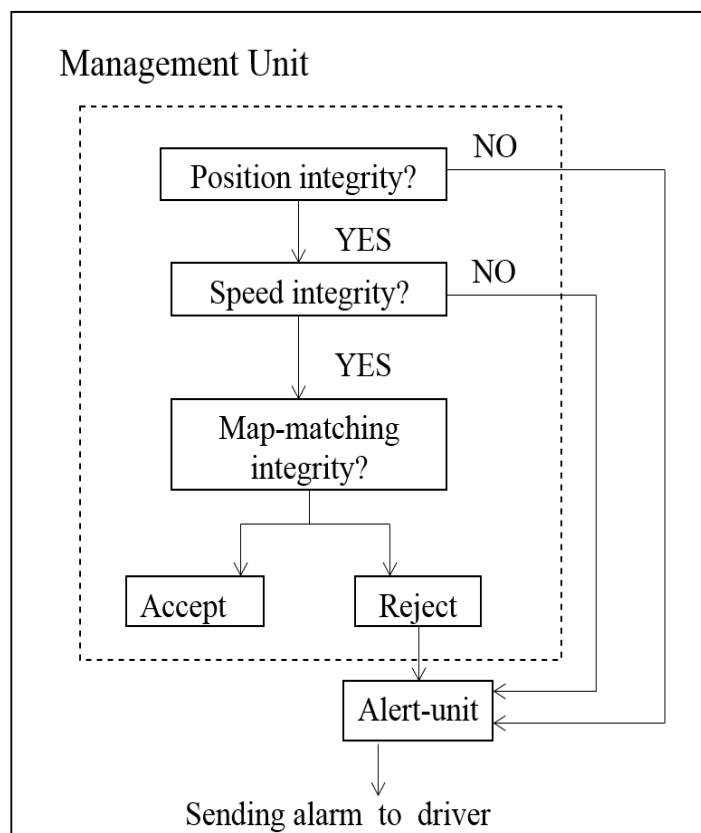 Management Unit
NO
Position integrity?
YES
NO
Speed integrity?
YES
Map-matching
integrity?
Accept
Reject
Alert-unit
Sending alarm to driver